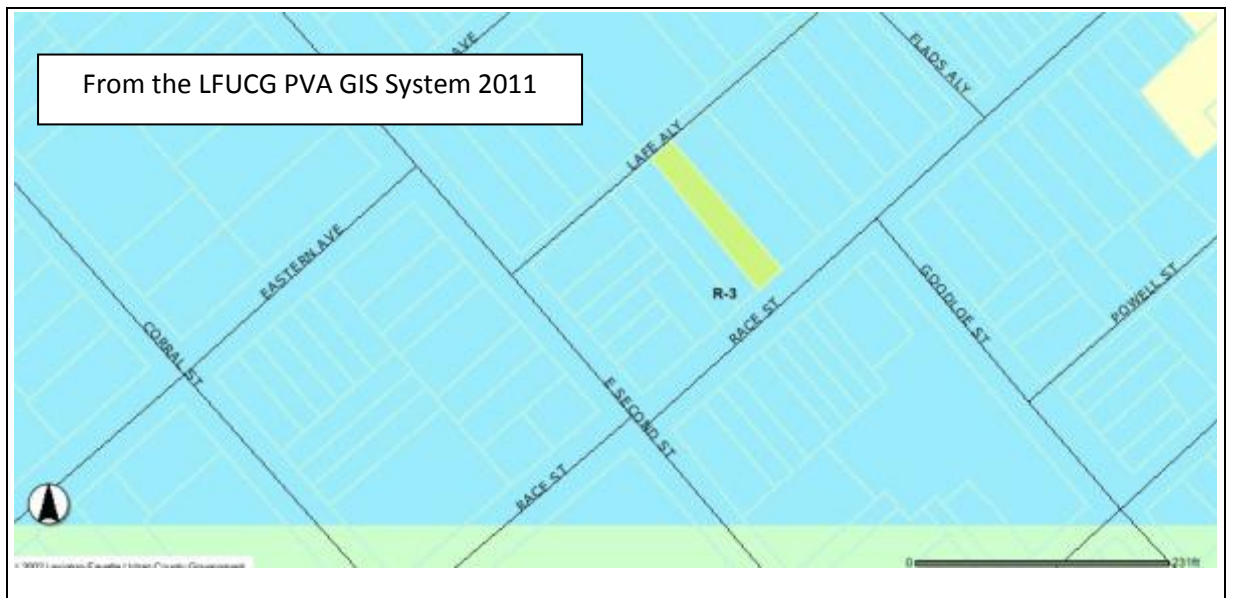 AVE
From the LFUCG PVA GIS System 2011
FLADS ALY
LAFE ALY
EASTERN AVE
GOODLOE ST
POWELL ST
R-3
RACE ST
CORRAL ST
E SECOND ST
RACE ST
0
231ft